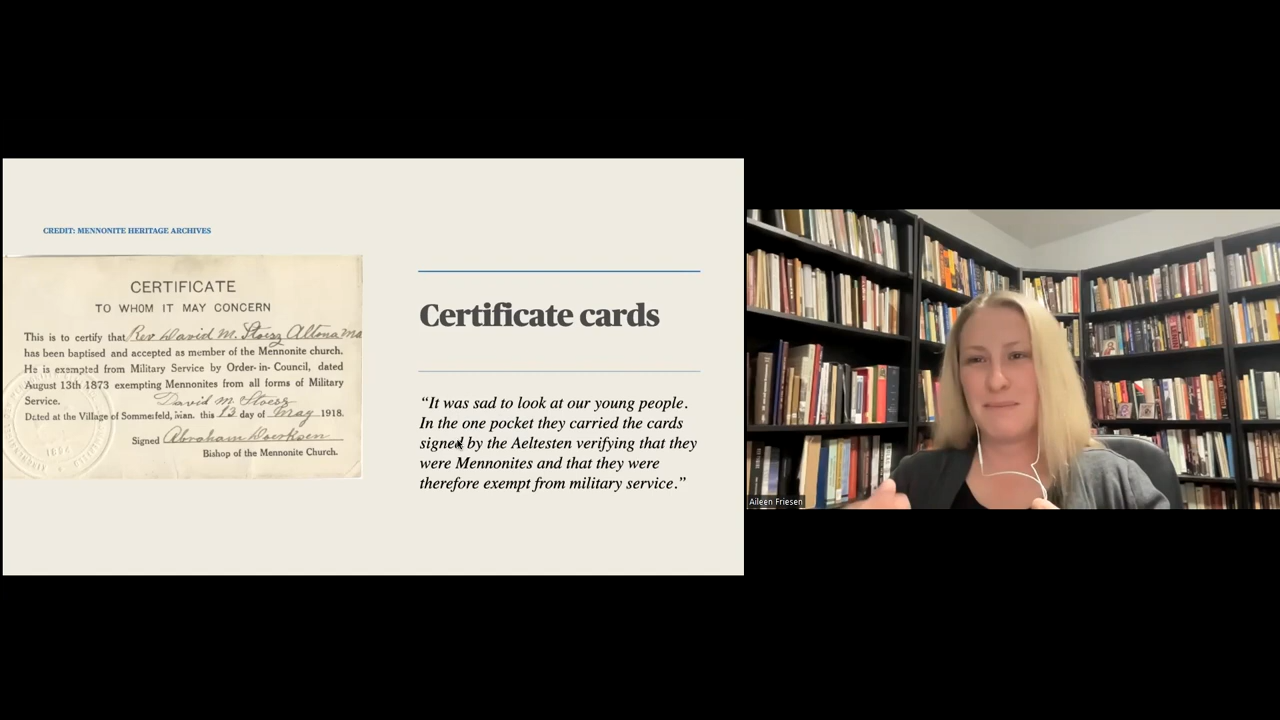 CREDIT: MENNONITE HERITAGE ARCHIVES
CERTIFICATE
TO WHOM IT MAY CONCERN
This is to certify that Rev David M. Stoesz Altona Ma
has been baptised and accepted as member of the Mennonite church.
He is exempted from Military Service by Order-in-Council, dated
August 13th 1873 exempting Mennonites from all forms of Military
Service.
David M Stoesz
Dated at the Village of Sommerfeld, Man. this 13 day of May 1918.
Signed Abraham Doerksen
Bishop of the Mennonite Church.
Certificate cards
“It was sad to look at our young people.
In the one pocket they carried the cards
signed by the Aeltesten verifying that they
were Mennonites and that they were
therefore exempt from military service.”
Aileen Friesen